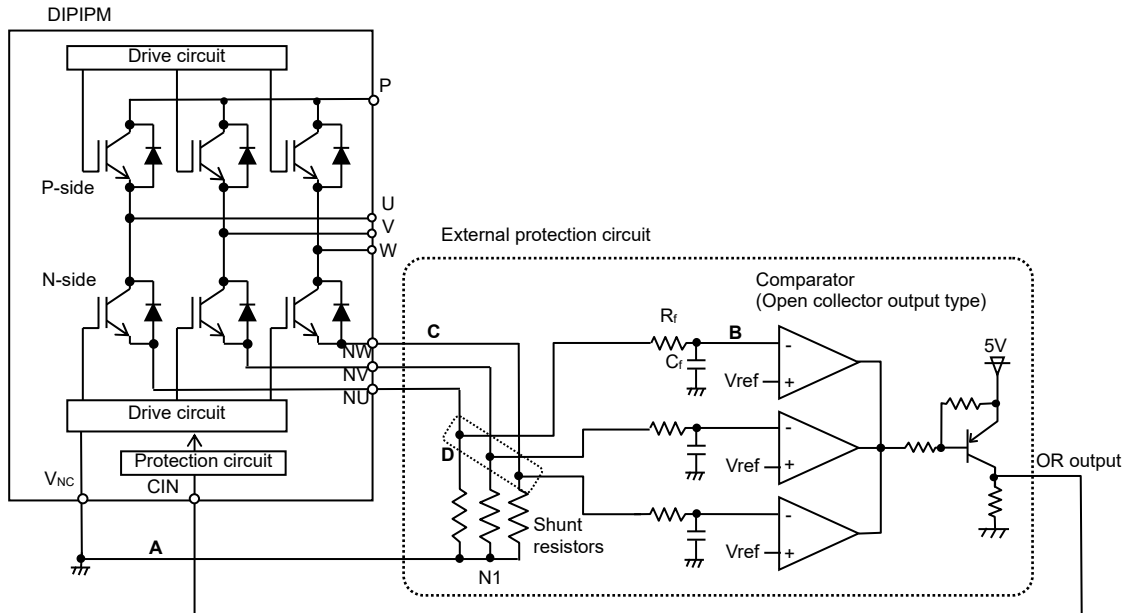 DIPIPM
Drive circuit
P
P-side
U
V
W
External protection circuit
N-side
Comparator
(Open collector output type)
C
Rf
B
-
5V
NW
Cf
Vref
+
NV
NU
Drive circuit
D
-
Protection circuit
Vref
+
OR output
VNC
CIN
-
Shunt
resistors
A
Vref
+
N1